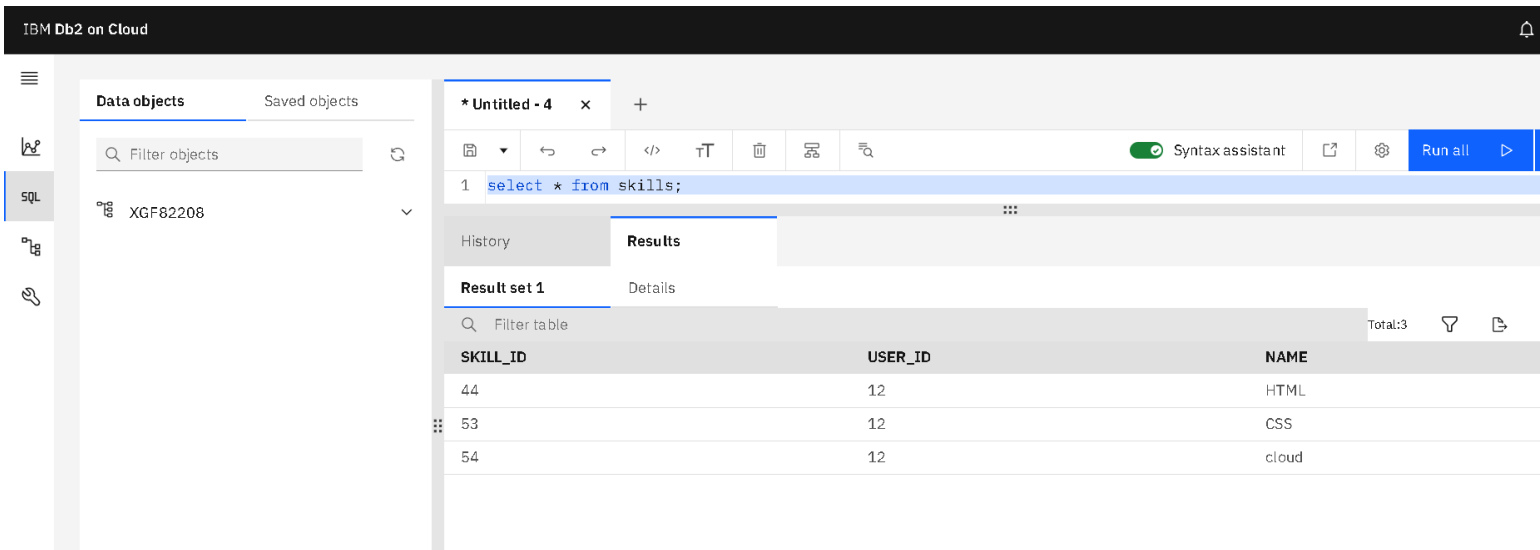 IBM Db2 on Cloud
Data objects Saved objects
* Untitled - 4 × +
Filter objects
</> TT Syntax assistant Run all
SQL
1 select * from skills;
XGF82208
History Results
Result set 1 Details
Filter table Total:3
SKILL_ID USER_ID NAME
44 12 HTML
53 12 CSS
54 12 cloud